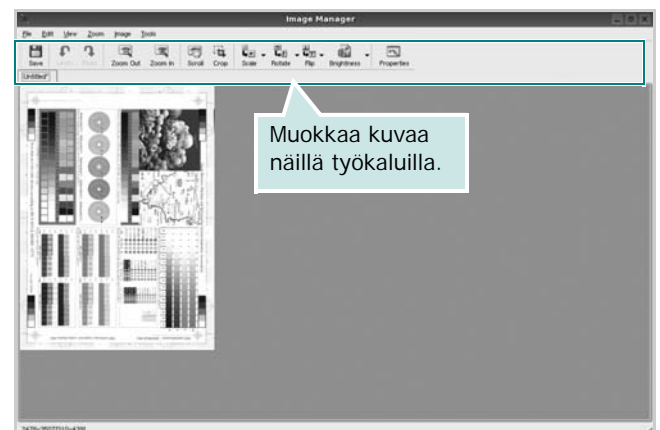 Image Manager
File Edit View Zoom Image Tools
Save Undo Redo Zoom Out Zoom In Scroll Crop Scale Rotate Flip Brightness Properties
Untitled*
Muokkaa kuvaa
näillä työkaluilla.